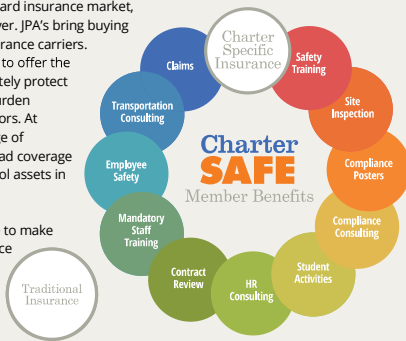 ard insurance market,
ver. JPA's bring buying
rance carriers.
to offer the
tely protect
urden
ors. At
ge of
ad coverage
ol assets in
e to make
ce
Traditional
Insurance
Charter
Specific
Insurance
Safety
Training
Site
Inspection
Compliance
Posters
Compliance
Consulting
Student
Activities
HR
Consulting
Contract
Review
Mandatory
Staff
Training
Employee
Safety
Transportation
Consulting
Claims
Charter
SAFE
Member Benefits